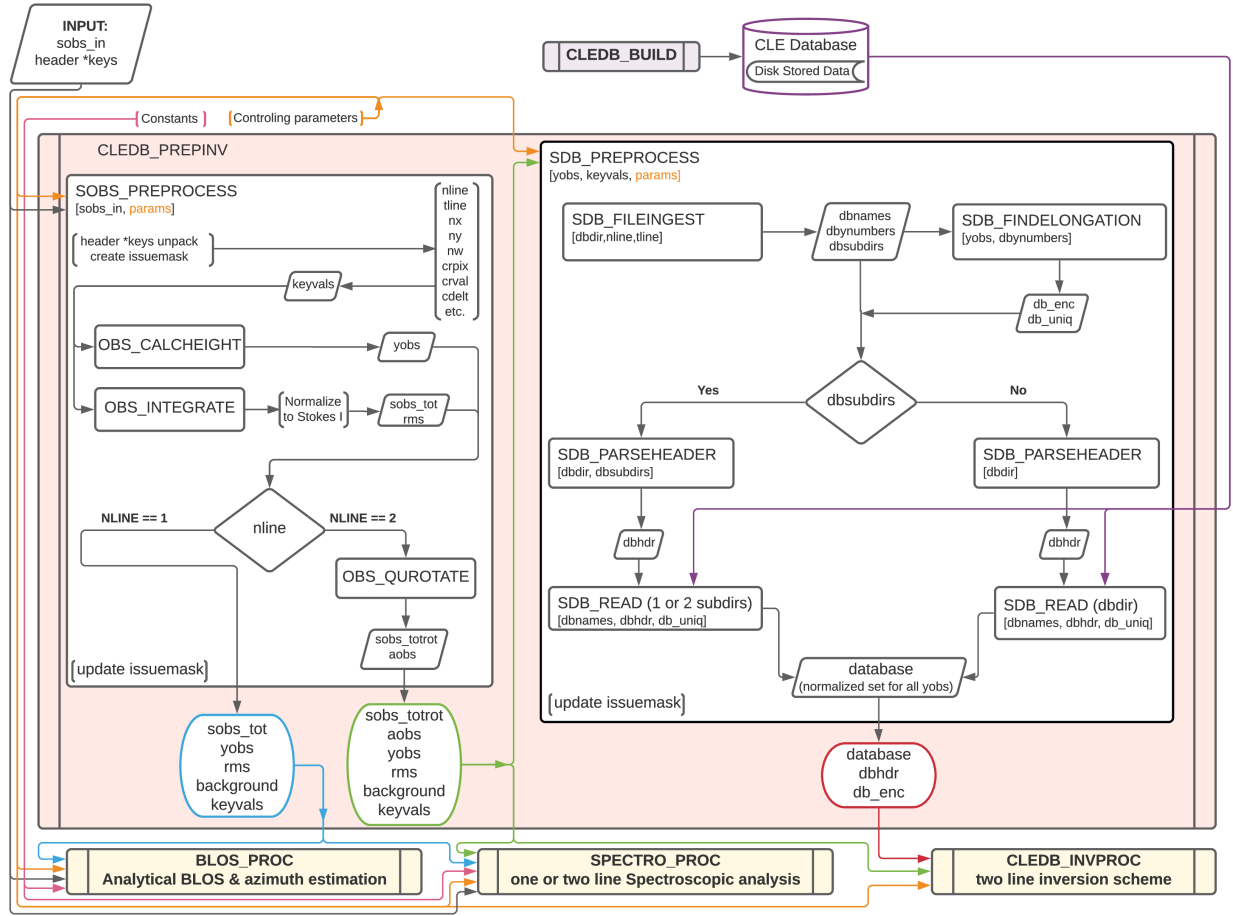 INPUT:
sobs_in
header *keys
CLEDB_BUILD
CLE Database
Disk Stored Data
Constants
Controling parameters
CLEDB_PREPINV
SOBS_PREPROCESS
[sobs_in, params]
header *keys unpack
create issuemask
nline
tline
nx
ny
nw
crpix
crval
cdelt
etc.
keyvals
OBS_CALCHEIGHT
yobs
OBS_INTEGRATE
Normalize
to Stokes I
sobs_tot
rms
nline
NLINE == 1
NLINE == 2
OBS_QUROTATE
sobs_totrot
aobs
update issuemask
sobs_tot
yobs
rms
background
keyvals
sobs_totrot
aobs
yobs
rms
background
keyvals
SDB_PREPROCESS
[yobs, keyvals, params]
SDB_FILEINGEST
[dbdir,nline,tline]
dbnames
dbynumbers
dbsubdirs
SDB_FINDELONGATION
[yobs, dbynumbers]
db_enc
db_uniq
dbsubdirs
Yes
No
SDB_PARSEHEADER
[dbdir, dbsubdirs]
SDB_PARSEHEADER
[dbdir]
dbhdr
dbhdr
SDB_READ (1 or 2 subdirs)
[dbnames, dbhdr, db_uniq]
SDB_READ (dbdir)
[dbnames, dbhdr, db_uniq]
database
(normalized set for all yobs)
update issuemask
database
dbhdr
db_enc
BLOS_PROC
Analytical BLOS & azimuth estimation
SPECTRO_PROC
one or two line Spectroscopic analysis
CLEDB_INVPROC
two line inversion scheme